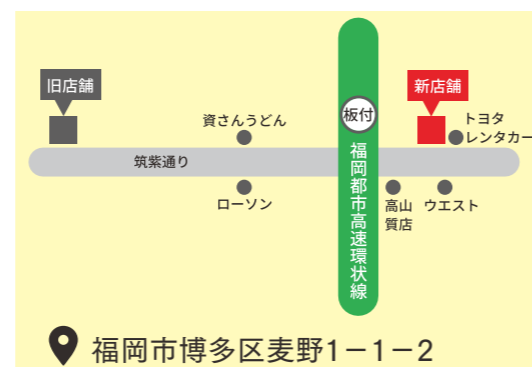 旧店舗
新店舗
板付
資さんうどん
トヨタ
レンタカー
筑紫通り
福岡都市高速環状線
ローソン
高山
質店
ウエスト
福岡市博多区麦野1－1－2